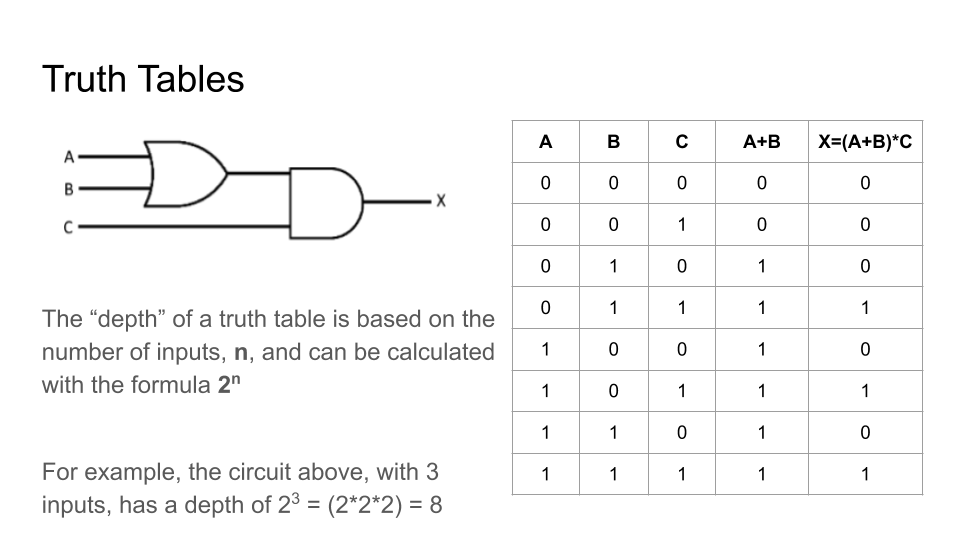 Truth Tables
A
B
C
X
The “depth” of a truth table is based on the
number of inputs, n, and can be calculated
with the formula 2ⁿ
For example, the circuit above, with 3
inputs, has a depth of 2³ = (2*2*2) = 8
A B C A+B X=(A+B)*C
0 0 0 0 0
0 0 1 0 0
0 1 0 1 0
0 1 1 1 1
1 0 0 1 0
1 0 1 1 1
1 1 0 1 0
1 1 1 1 1